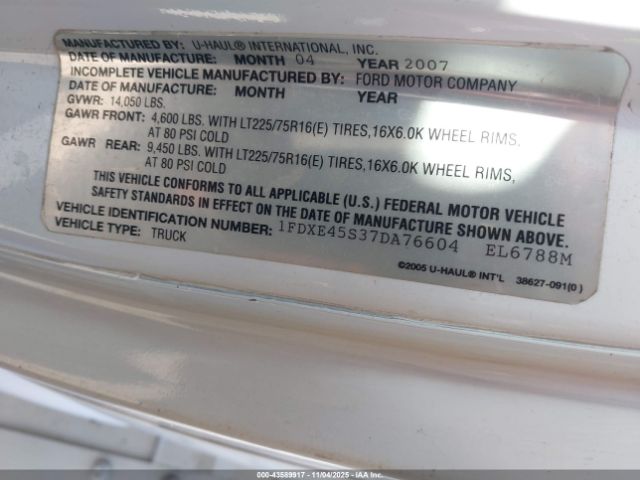 MANUFACTURED BY: U-HAUL® INTERNATIONAL, INC.
DATE OF MANUFACTURE: MONTH 04 YEAR 2007
INCOMPLETE VEHICLE MANUFACTURED BY: FORD MOTOR COMPANY
DATE OF MANUFACTURE: MONTH YEAR
GVWR: 14,050 LBS.
GAWR FRONT: 4,600 LBS. WITH LT225/75R16(E) TIRES,16X6.0K WHEEL RIMS,
AT 80 PSI COLD
GAWR REAR: 9,450 LBS. WITH LT225/75R16(E) TIRES,16X6.0K WHEEL RIMS,
AT 80 PSI COLD
THIS VEHICLE CONFORMS TO ALL APPLICABLE (U.S.) FEDERAL MOTOR VEHICLE
SAFETY STANDARDS IN EFFECT ON THE DATE OF MANUFACTURE SHOWN ABOVE.
VEHICLE IDENTIFICATION NUMBER: 1FDXE45S37DA76604 EL6788M
VEHICLE TYPE: TRUCK
©2005 U-HAUL® INT'L 38627-091(0)
000-43589917 - 11/04/2025 - COPYRIGHT IAA, LLC.